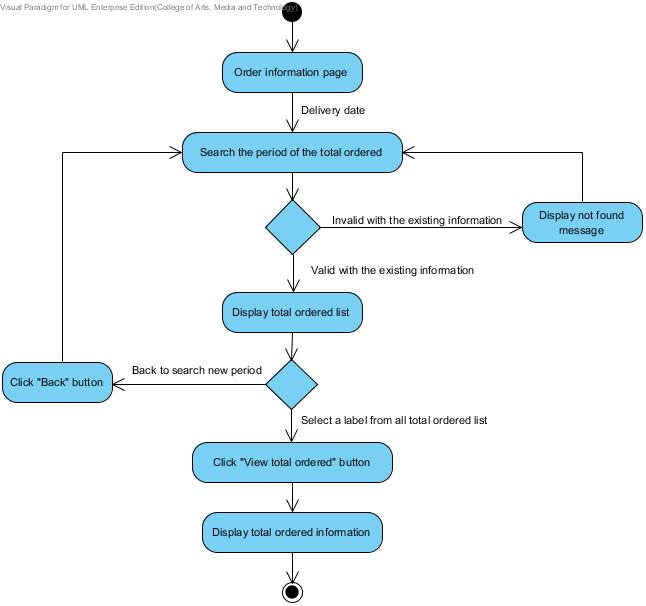 Visual Paradigm for UML Enterprise Edition(College of Arts, Media and Technology)
Order information page
Delivery date
Search the period of the total ordered
Invalid with the existing information
Display not found
message
Valid with the existing information
Display total ordered list
Back to search new period
Click "Back" button
Select a label from all total ordered list
Click "View total ordered" button
Display total ordered information